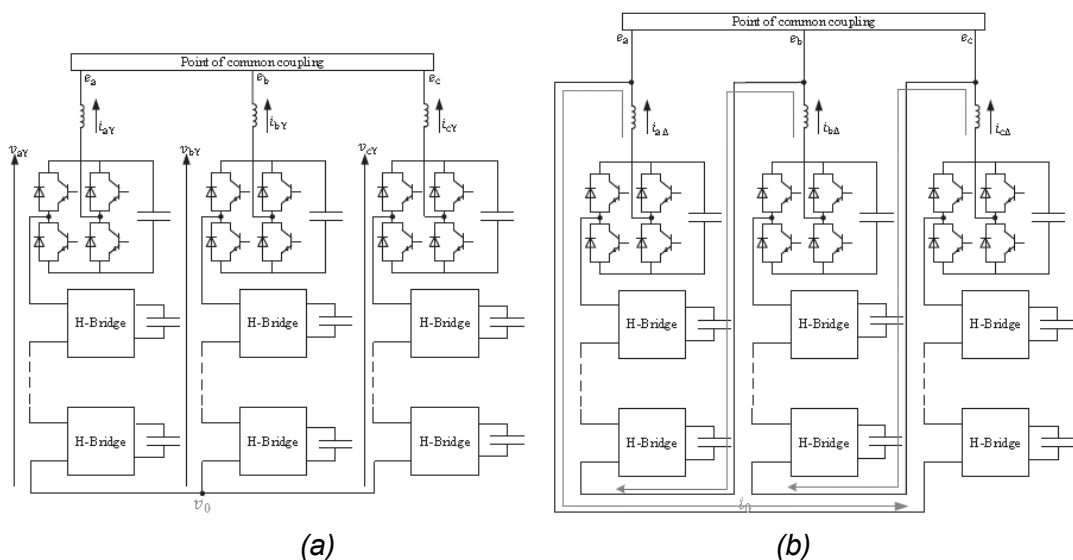 Point of common coupling
e_a e_b e_c
i_aY i_bY i_cY
v_aY v_bY v_cY
H-Bridge H-Bridge H-Bridge
H-Bridge H-Bridge H-Bridge
v_0
(a)
Point of common coupling
e_a e_b e_c
i_aΔ i_bΔ i_cΔ
H-Bridge H-Bridge H-Bridge
H-Bridge H-Bridge H-Bridge
i_0
(b)